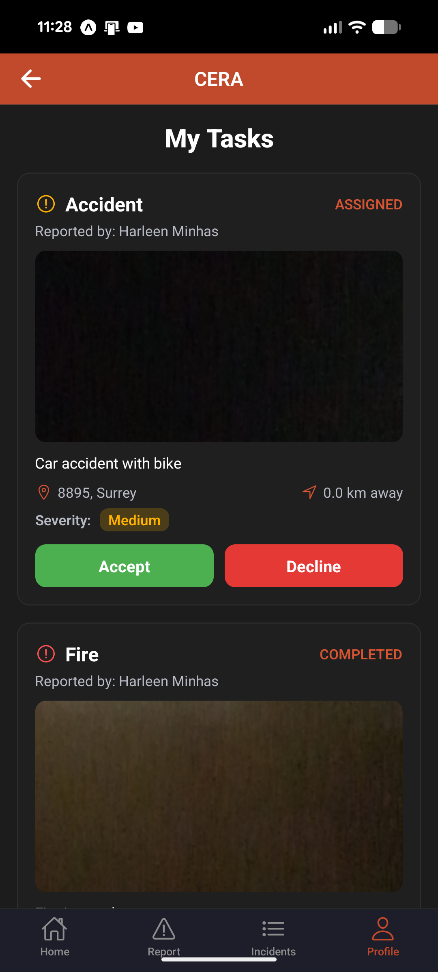 11:28
CERA
My Tasks
Accident
ASSIGNED
Reported by: Harleen Minhas
Car accident with bike
8895, Surrey
0.0 km away
Severity: Medium
Accept
Decline
Fire
COMPLETED
Reported by: Harleen Minhas
Home
Report
Incidents
Profile